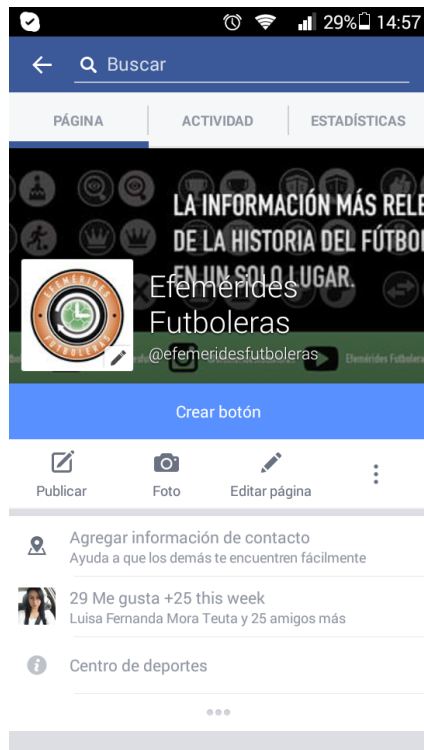 29% 14:57
Buscar
PÁGINA ACTIVIDAD ESTADÍSTICAS
LA INFORMACIÓN MÁS RELE
DE LA HISTORIA DEL FÚTBO
EN UN SOLO LUGAR.
EFEMÉRIDES
FUTBOLERAS
Efemérides
Futboleras
@efemeridesfutboleras
Efemérides Futbolera
Crear botón
Publicar Foto Editar página
Agregar información de contacto
Ayuda a que los demás te encuentren fácilmente
29 Me gusta +25 this week
Luisa Fernanda Mora Teuta y 25 amigos más
Centro de deportes